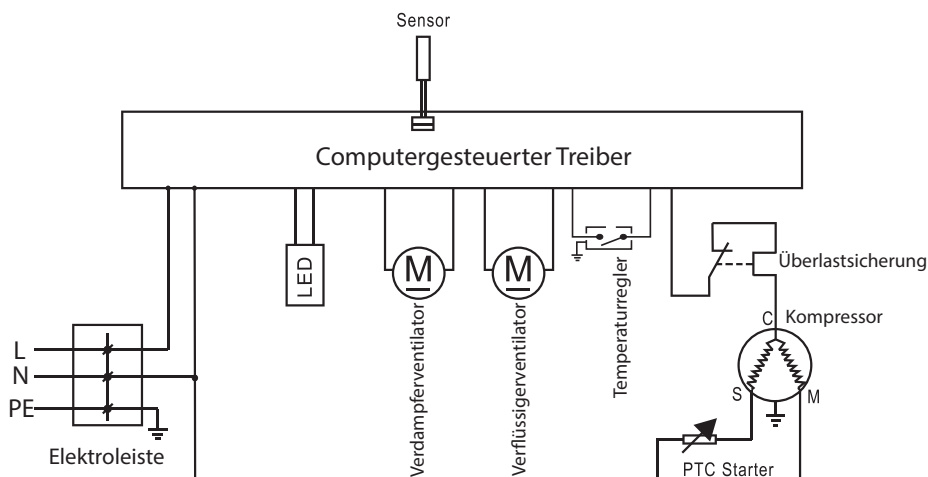 Sensor
Computergesteuerter Treiber
LED
M
M
Überlastsicherung
C
Kompressor
L
N
PE
S
M
Elektroleiste
Verdampferventilator
Verflüssigerventilator
Temperaturregler
PTC Starter